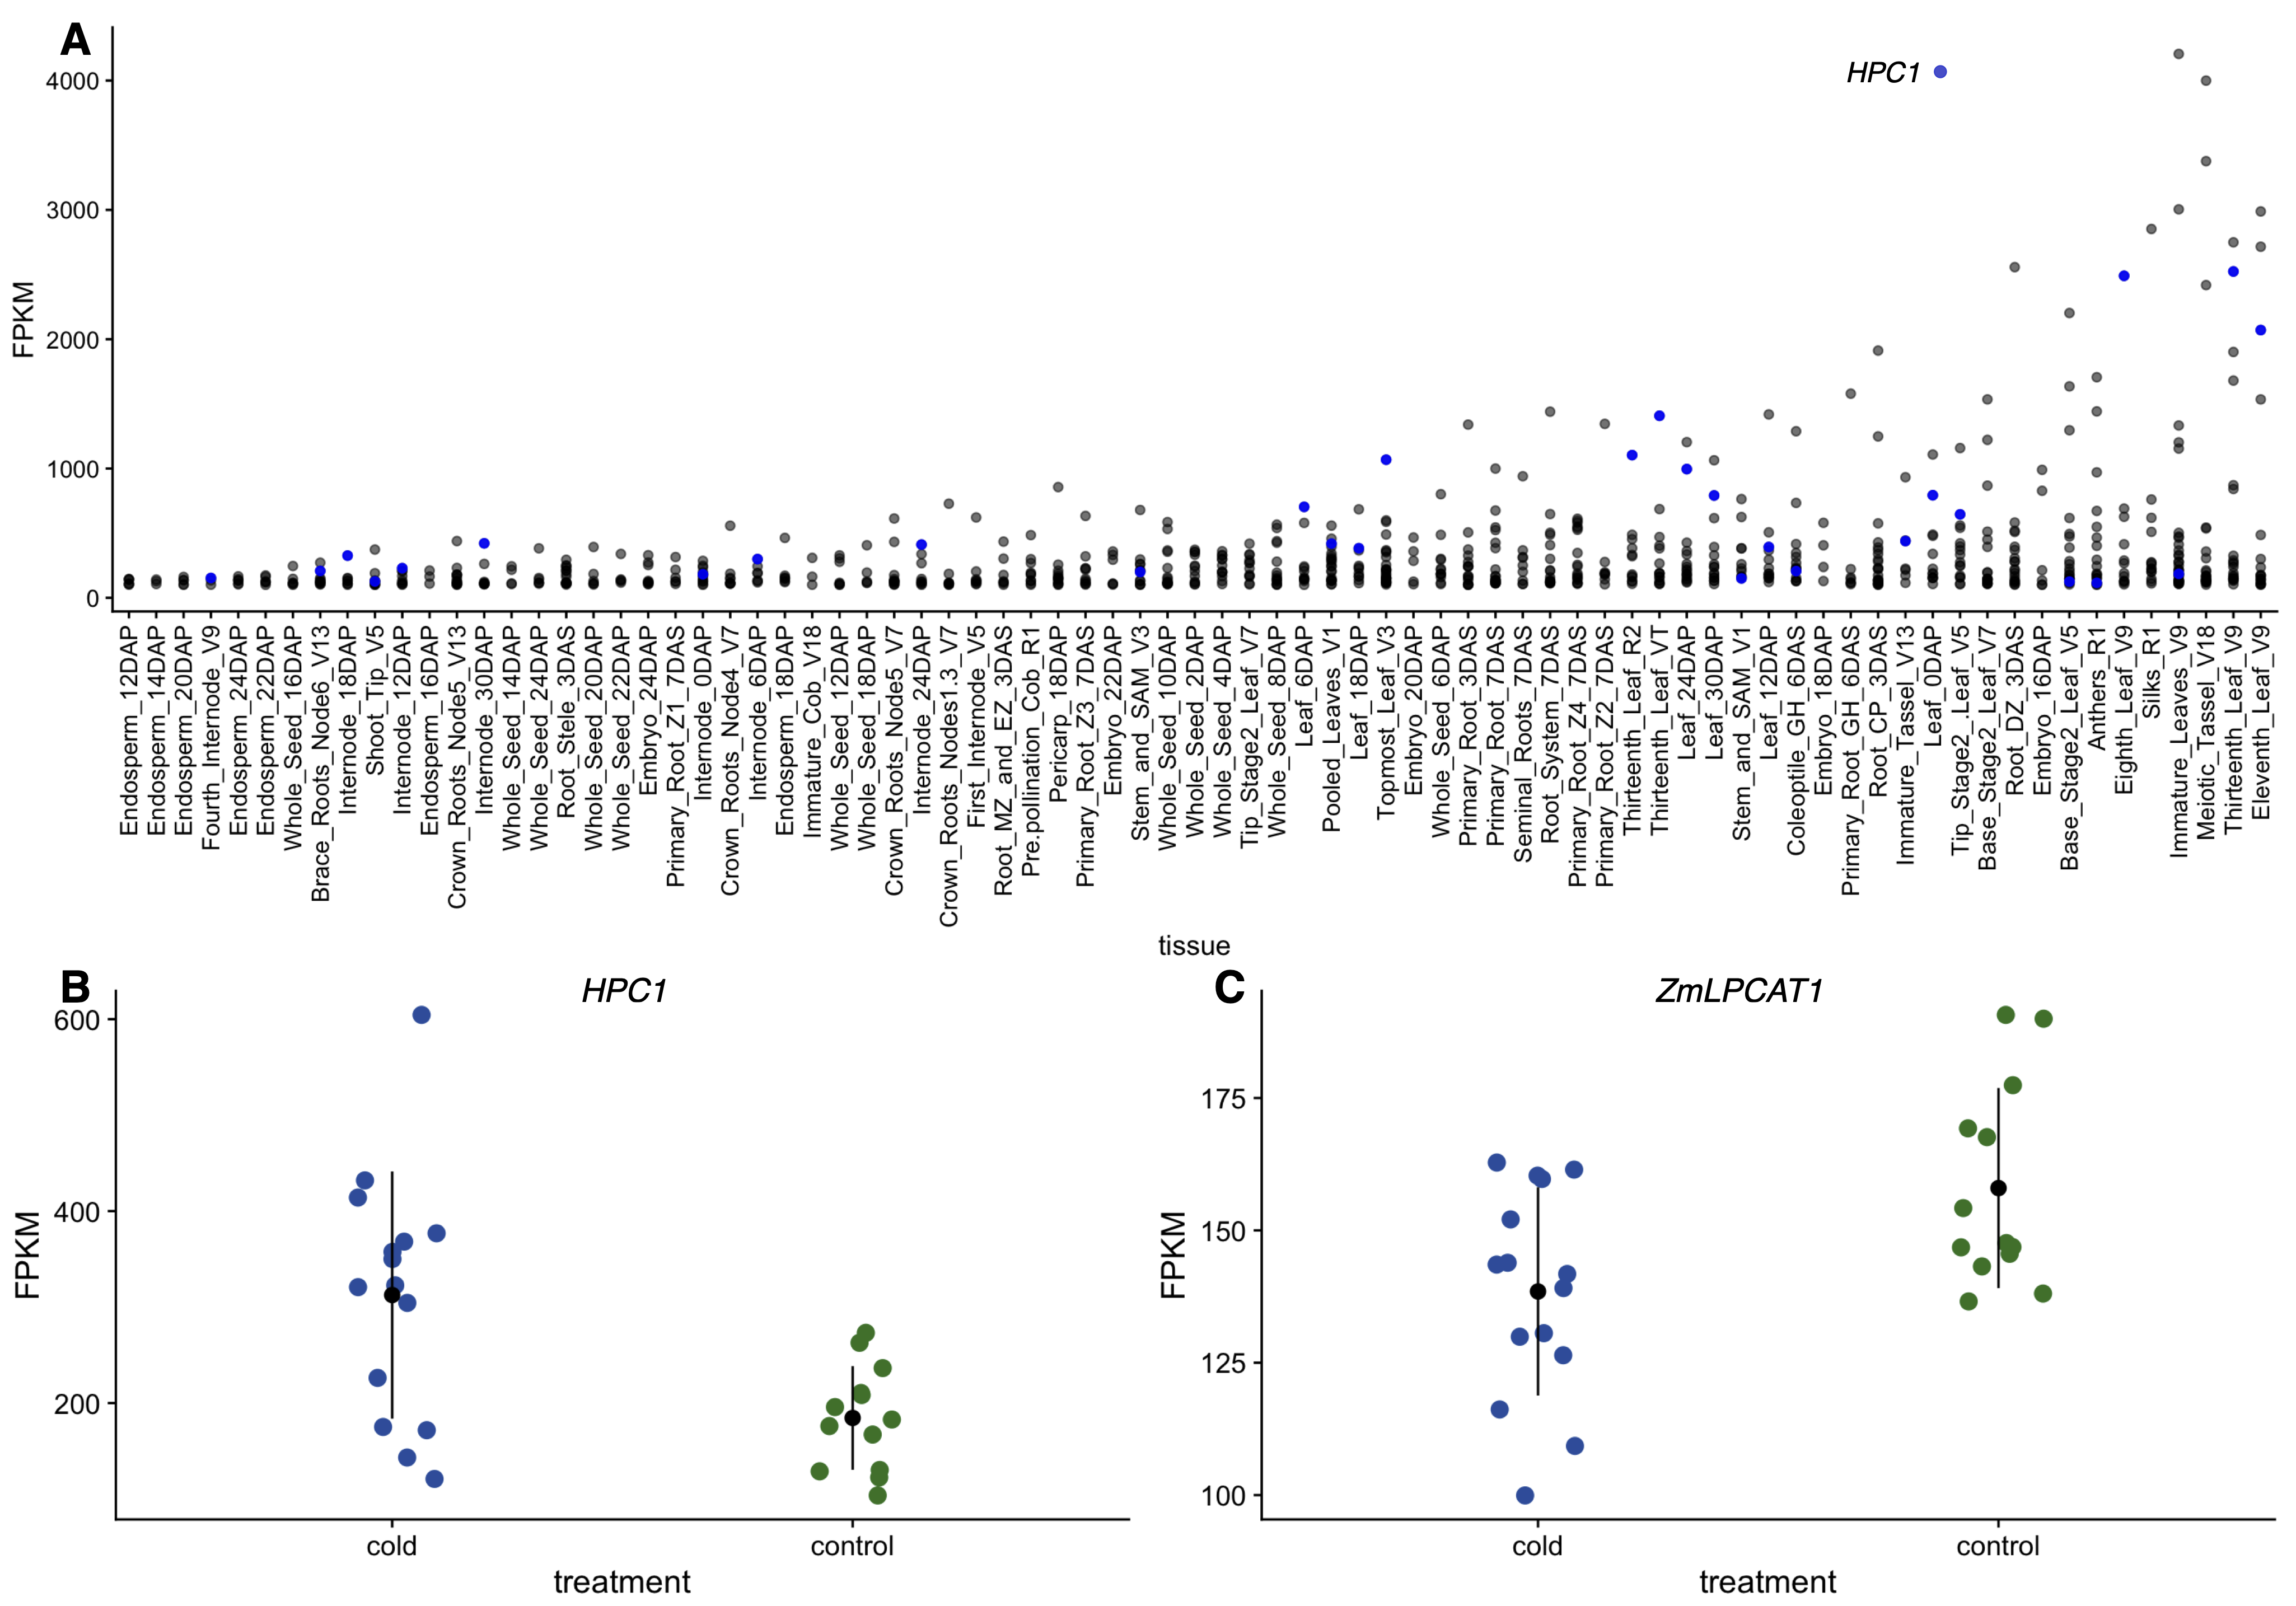 A
HPC1
4000
3000
2000
1000
0
FPKM
Endosperm_12DAP
Endosperm_14DAP
Endosperm_20DAP
Fourth_Internode_V9
Endosperm_24DAP
Endosperm_22DAP
Whole_Seed_16DAP
Brace_Roots_Node6_V13
Internode_18DAP
Shoot_Tip_V5
Internode_12DAP
Endosperm_16DAP
Crown_Roots_Node5_V13
Internode_30DAP
Whole_Seed_14DAP
Whole_Seed_24DAP
Root_Stele_3DAS
Whole_Seed_20DAP
Whole_Seed_22DAP
Embryo_24DAP
Primary_Root_Z1_7DAS
Internode_0DAP
Crown_Roots_Node4_V7
Internode_6DAP
Endosperm_18DAP
Immature_Cob_V18
Whole_Seed_12DAP
Whole_Seed_18DAP
Crown_Roots_Node5_V7
Internode_24DAP
Crown_Roots_Nodes1.3_V7
First_Internode_V5
Root_MZ_and_EZ_3DAS
Pre.pollination_Cob_R1
Pericarp_18DAP
Primary_Root_Z3_7DAS
Embryo_22DAP
Stem_and_SAM_V3
Whole_Seed_10DAP
Whole_Seed_2DAP
Whole_Seed_4DAP
Tip_Stage2_Leaf_V7
Whole_Seed_8DAP
Leaf_6DAP
Pooled_Leaves_V1
Leaf_18DAP
Topmost_Leaf_V3
Embryo_20DAP
Whole_Seed_6DAP
Primary_Root_3DAS
Primary_Root_7DAS
Seminal_Roots_7DAS
Root_System_7DAS
Primary_Root_Z4_7DAS
Primary_Root_Z2_7DAS
Thirteenth_Leaf_R2
Thirteenth_Leaf_VT
Leaf_24DAP
Leaf_30DAP
Stem_and_SAM_V1
Leaf_12DAP
Coleoptile_GH_6DAS
Embryo_18DAP
Primary_Root_GH_6DAS
Root_CP_3DAS
Immature_Tassel_V13
Leaf_0DAP
Tip_Stage2_.Leaf_V5
Base_Stage2_Leaf_V7
Root_DZ_3DAS
Embryo_16DAP
Base_Stage2_Leaf_V5
Anthers_R1
Eighth_Leaf_V9
Silks_R1
Immature_Leaves_V9
Meiotic_Tassel_V18
Thirteenth_Leaf_V9
Eleventh_Leaf_V9
tissue
B
HPC1
600
400
200
FPKM
cold
control
treatment
C
ZmLPCAT1
175
150
125
100
FPKM
cold
control
treatment